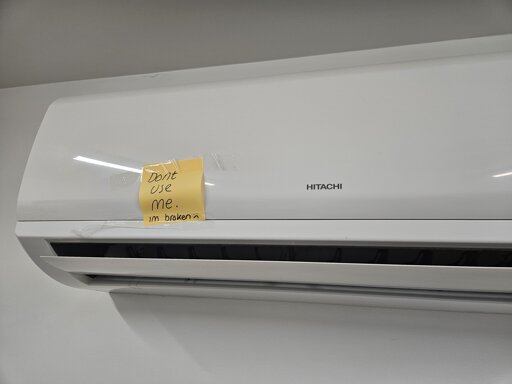 Dont
use
me.
im broken x
HITACHI